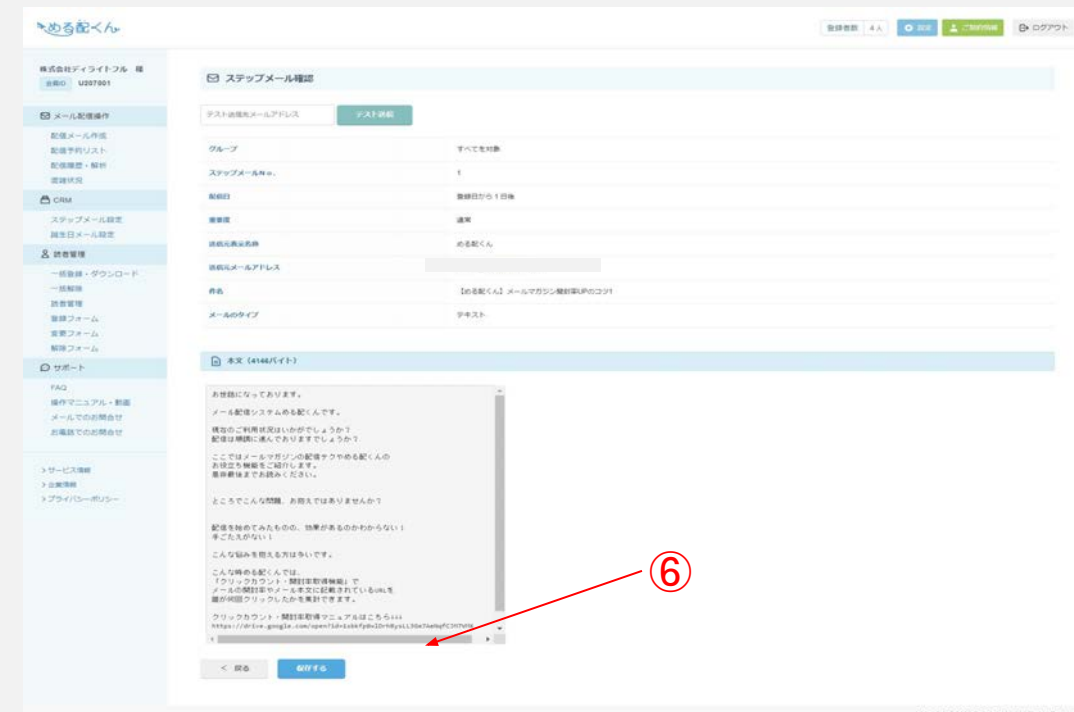 める配くん
登録者数 4人 設定 ご契約情報 ログアウト
株式会社ディライトフル 様
会員ID U207801
メール配信操作
配信メール作成
配信予約リスト
配信履歴・解析
混雑状況
CRM
ステップメール設定
誕生日メール設定
読者管理
一括登録・ダウンロード
一括解除
読者管理
登録フォーム
変更フォーム
解除フォーム
サポート
FAQ
操作マニュアル・動画
メールでのお問合せ
お電話でのお問合せ
> サービス情報
> 企業情報
> プライバシーポリシー
ステップメール確認
テスト送信先メールアドレス テスト送信
グループ すべてを対象
ステップメールNo. 1
配信日 登録日から1日後
重要度 通常
送信元表示名称 める配くん
送信元メールアドレス
件名 【める配くん】メールマガジン開封率UPのコツ1
メールのタイプ テキスト
本文 (4146バイト)
お世話になっております。
メール配信システムめる配くんです。
現在のご利用状況はいかがでしょうか?
配信は順調に進んでおりますでしょうか?
ここではメールマガジンの配信テクやめる配くんの
お役立ち機能をご紹介します。
是非最後までお読みください。
ところでこんな問題、お抱えではありませんか?
配信を始めてみたものの、効果があるのかわからない!
手ごたえがない!
こんな悩みを抱える方は多いです。
こんな時める配くんでは、
「クリックカウント・開封率取得機能」で
メールの開封率やメール本文に記載されているURLを
誰が何回クリックしたかを集計できます。
クリックカウント・開封率取得マニュアルはこちら↓↓↓
⑥
< 戻る 保存する